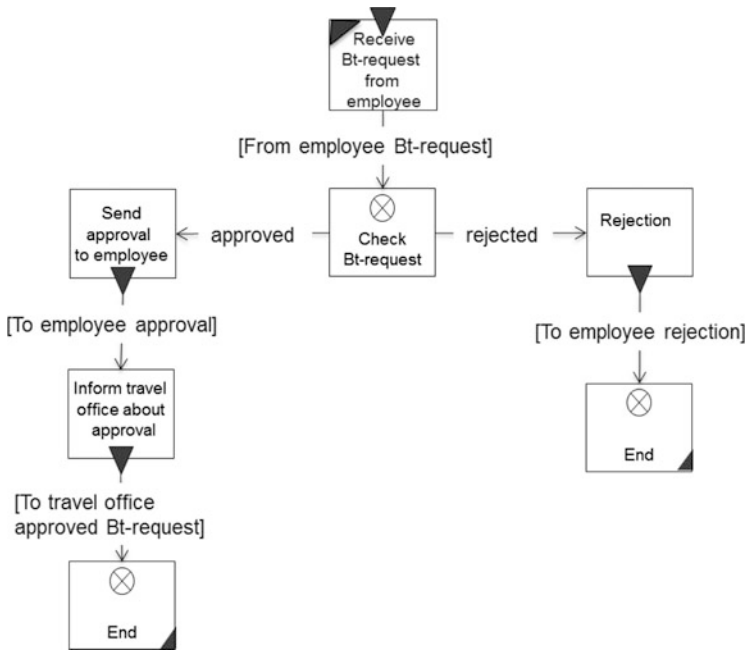 Receive
Bt-request
from
employee
[From employee Bt-request]
Send
approval
to employee
approved
Check
Bt-request
rejected
Rejection
[To employee approval]
[To employee rejection]
Inform travel
office about
approval
End
[To travel office
approved Bt-request]
End